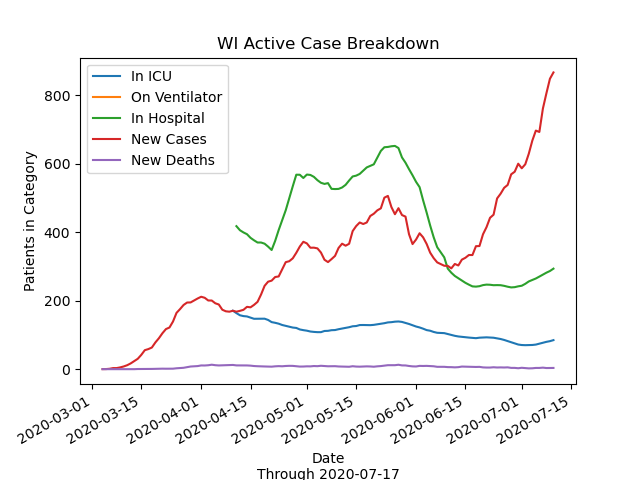 WI Active Case Breakdown
In ICU
On Ventilator
In Hospital
New Cases
New Deaths
Patients in Category
800
600
400
200
0
2020-03-01
2020-03-15
2020-04-01
2020-04-15
2020-05-01
2020-05-15
2020-06-01
2020-06-15
2020-07-01
2020-07-15
Date
Through 2020-07-17